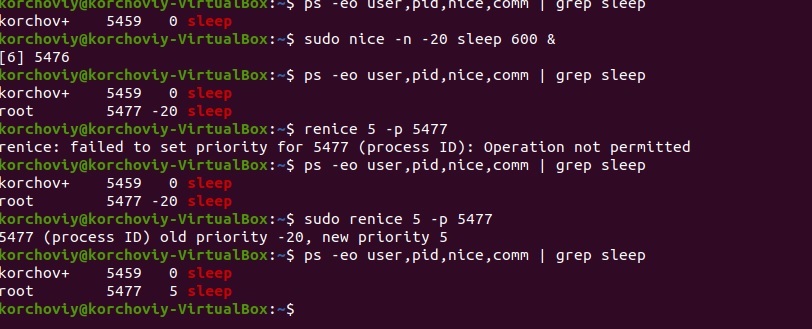 korchoviy@korchoviy-VirtualBox:~$ ps -eo user,pid,nice,comm | grep sleep
korchov+    5459   0 sleep
korchoviy@korchoviy-VirtualBox:~$ sudo nice -n -20 sleep 600 &
[6] 5476
korchoviy@korchoviy-VirtualBox:~$ ps -eo user,pid,nice,comm | grep sleep
korchov+    5459   0 sleep
root        5477 -20 sleep
korchoviy@korchoviy-VirtualBox:~$ renice 5 -p 5477
renice: failed to set priority for 5477 (process ID): Operation not permitted
korchoviy@korchoviy-VirtualBox:~$ ps -eo user,pid,nice,comm | grep sleep
korchov+    5459   0 sleep
root        5477 -20 sleep
korchoviy@korchoviy-VirtualBox:~$ sudo renice 5 -p 5477
5477 (process ID) old priority -20, new priority 5
korchoviy@korchoviy-VirtualBox:~$ ps -eo user,pid,nice,comm | grep sleep
korchov+    5459   0 sleep
root        5477   5 sleep
korchoviy@korchoviy-VirtualBox:~$